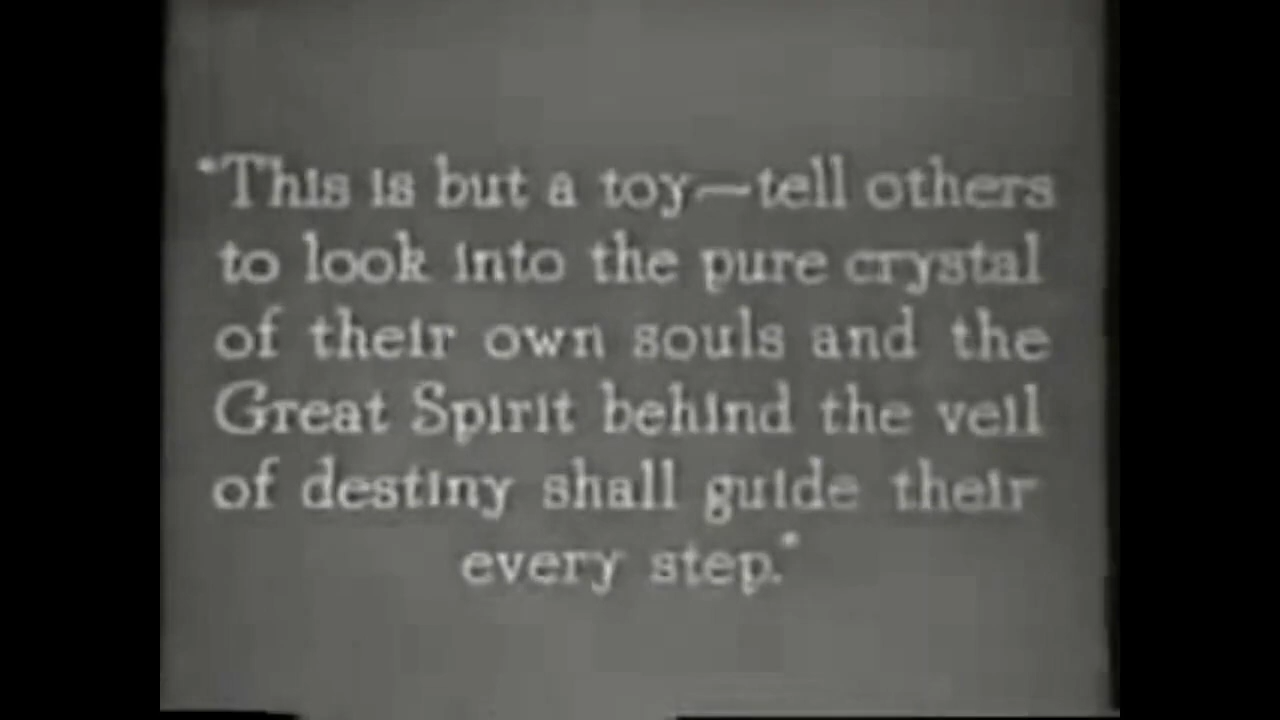 "This is but a toy—tell others
to look into the pure crystal
of their own souls and the
Great Spirit behind the veil
of destiny shall guide their
every step."